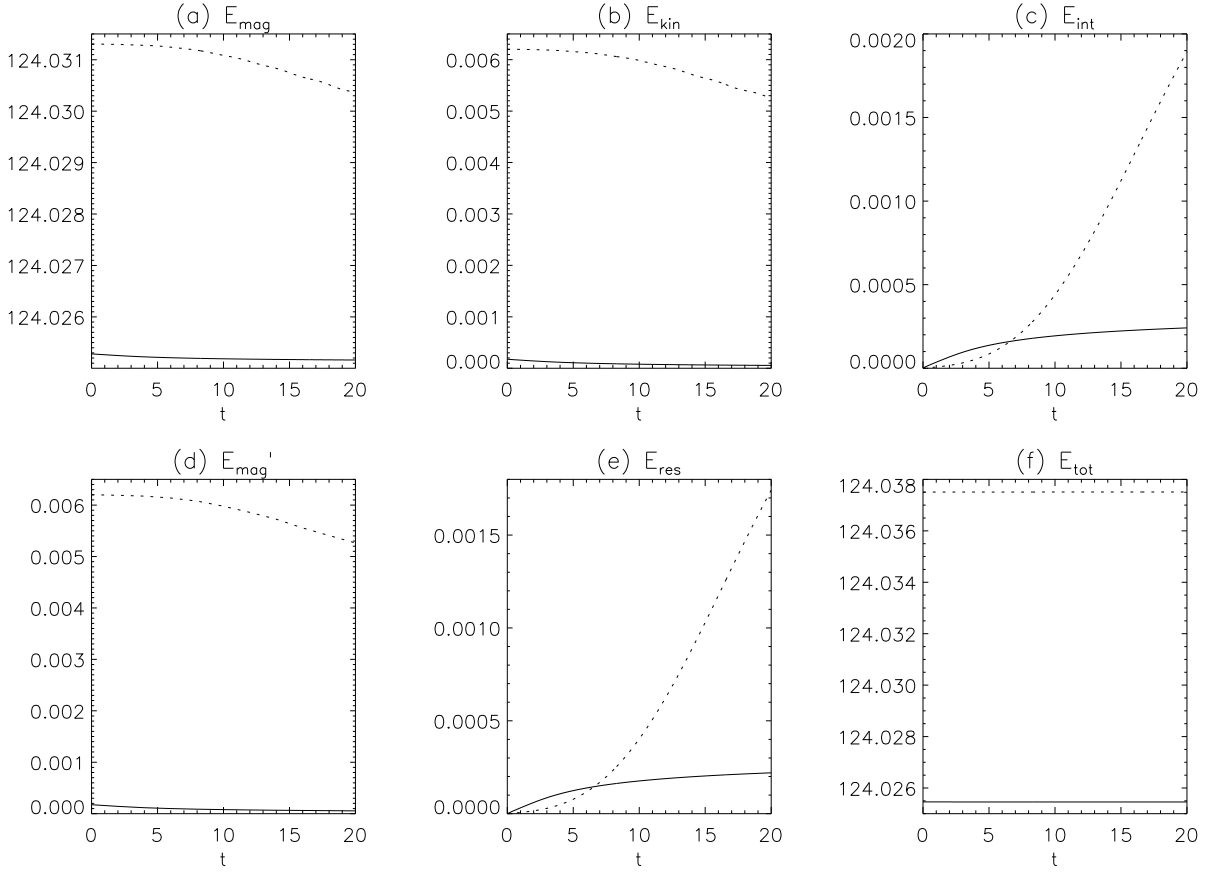 (a) E_mag
124.031
124.030
124.029
124.028
124.027
124.026
0 5 10 15 20
t
(b) E_kin
0.006
0.005
0.004
0.003
0.002
0.001
0.000
0 5 10 15 20
t
(c) E_int
0.0020
0.0015
0.0010
0.0005
0.0000
0 5 10 15 20
t
(d) E_mag'
0.006
0.005
0.004
0.003
0.002
0.001
0.000
0 5 10 15 20
t
(e) E_res
0.0015
0.0010
0.0005
0.0000
0 5 10 15 20
t
(f) E_tot
124.038
124.036
124.034
124.032
124.030
124.028
124.026
0 5 10 15 20
t